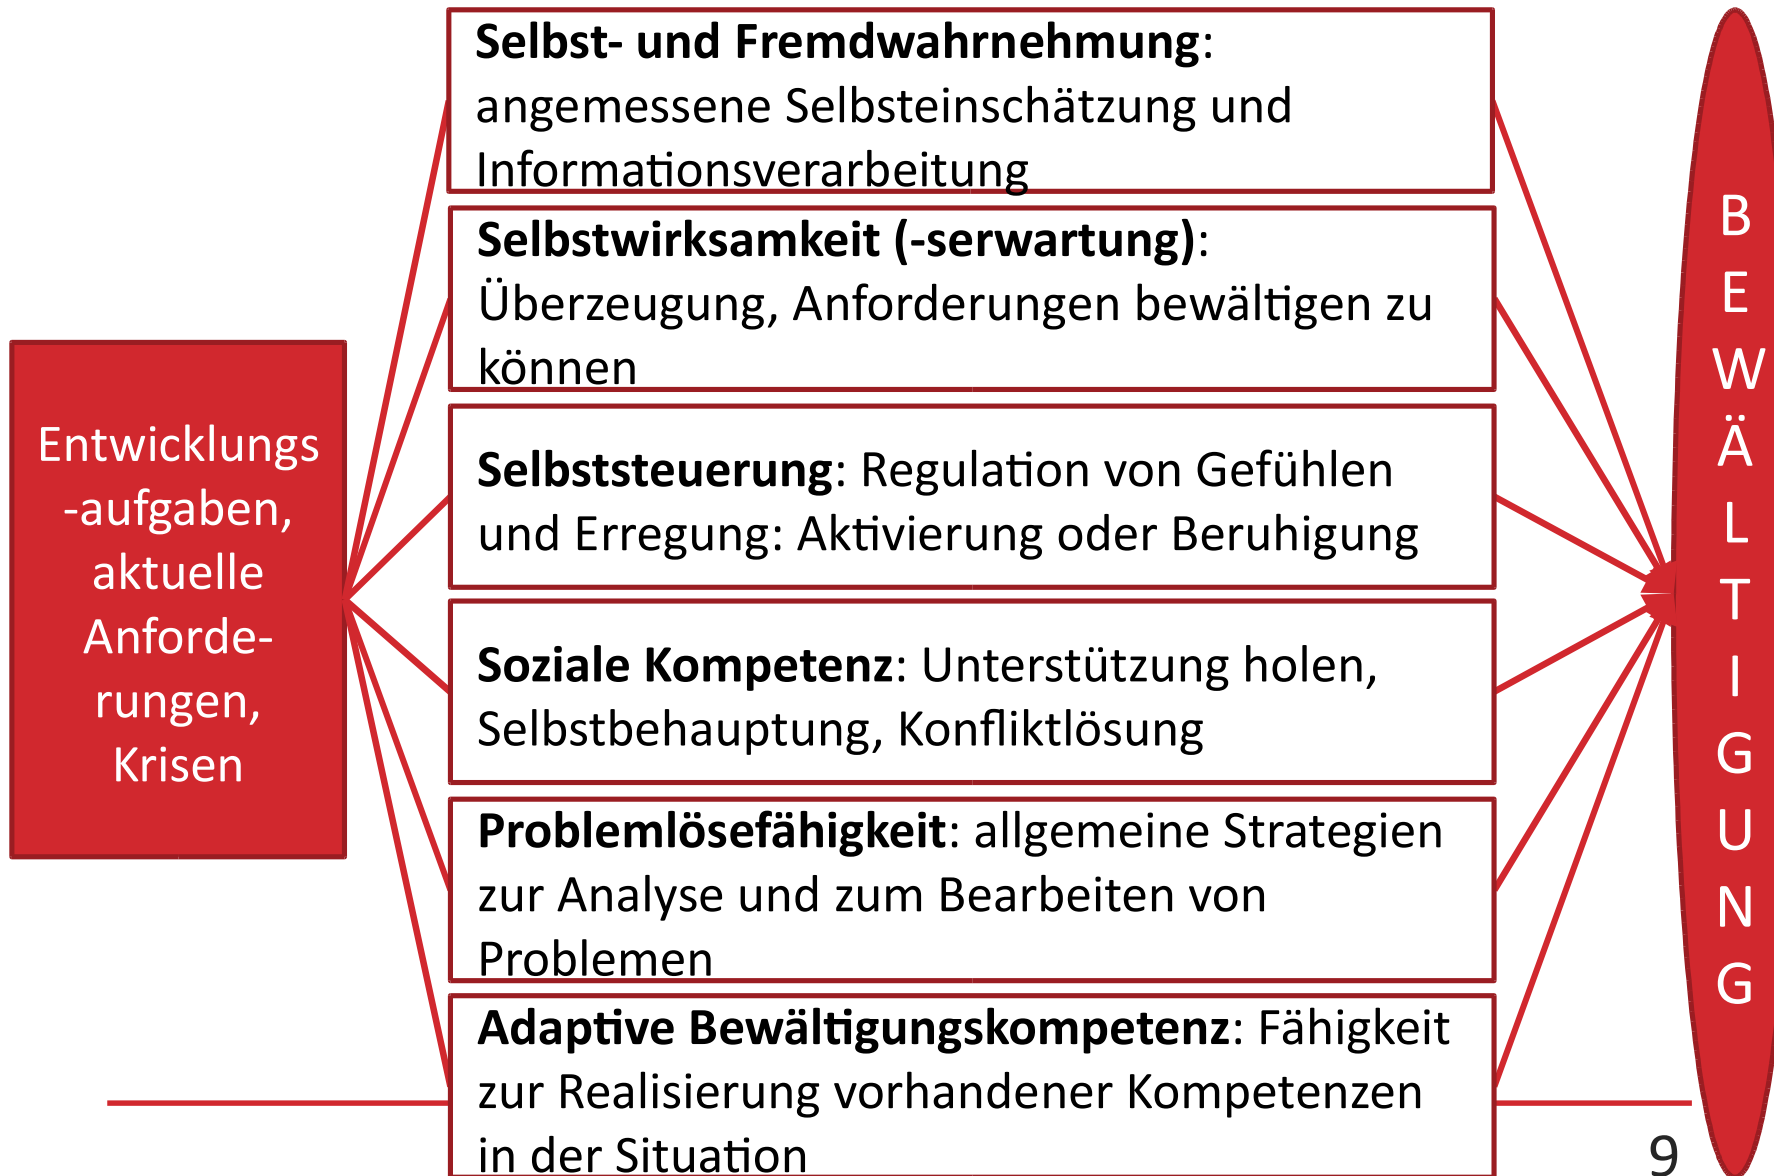 Selbst- und Fremdwahrnehmung:
angemessene Selbsteinschätzung und
Informationsverarbeitung
Selbstwirksamkeit (-serwartung):
Überzeugung, Anforderungen bewältigen zu
können
Entwicklungs
-aufgaben,
aktuelle
Anforde-
rungen,
Krisen
Selbststeuerung: Regulation von Gefühlen
und Erregung: Aktivierung oder Beruhigung
Soziale Kompetenz: Unterstützung holen,
Selbstbehauptung, Konfliktlösung
Problemlösefähigkeit: allgemeine Strategien
zur Analyse und zum Bearbeiten von
Problemen
Adaptive Bewältigungskompetenz: Fähigkeit
zur Realisierung vorhandener Kompetenzen
in der Situation
B
E
W
Ä
L
T
I
G
U
N
G
9